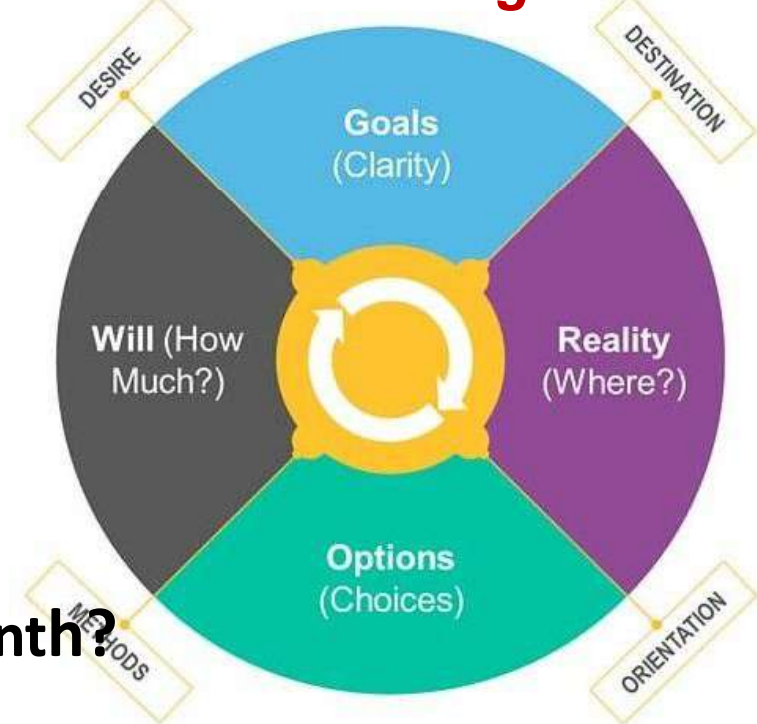 g
DESIRE
DESTINATION
Goals
(Clarity)
Will (How
Much?)
Reality
(Where?)
Options
(Choices)
nth?
METHODS
ORIENTATION